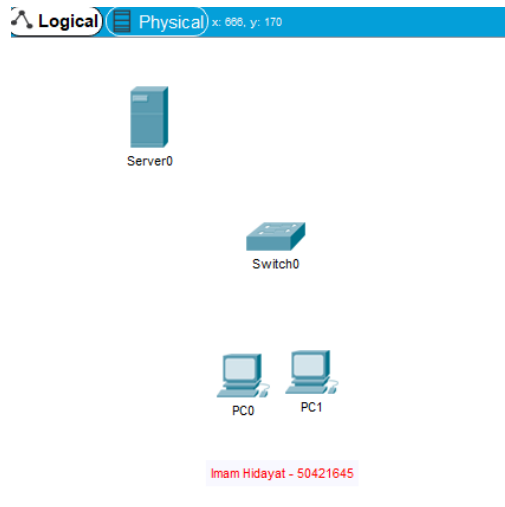 Logical Physical x: 666, y: 170
Server0
Switch0
PC0 PC1
Imam Hidayat - 50421645